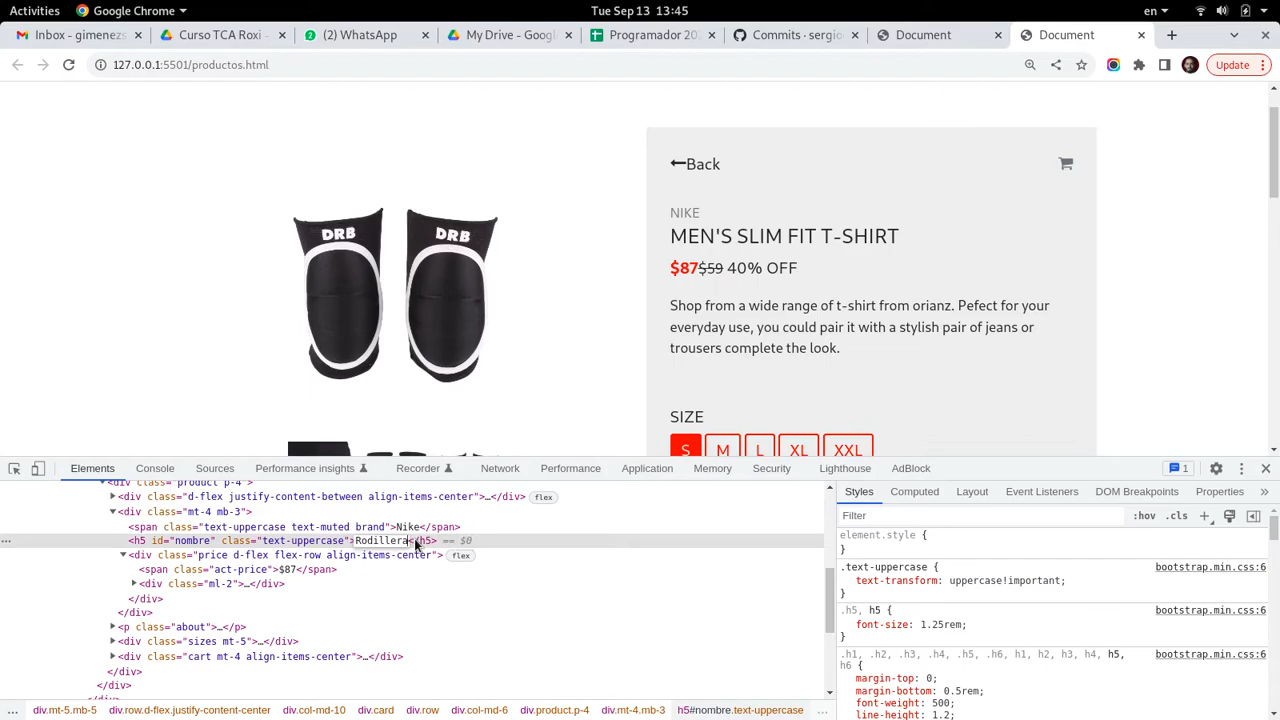 Activities
Google Chrome
Tue Sep 13 13:45
en
Inbox - gimenezs
Curso TCA Roxi -
(2) WhatsApp
My Drive - Googl
Programador 20
Commits · sergio
Document
Document
127.0.0.1:5501/productos.html
Update
DRB DRB
Back
NIKE
MEN'S SLIM FIT T-SHIRT
$87$59 40% OFF
Shop from a wide range of t-shirt from orianz. Pefect for your
everyday use, you could pair it with a stylish pair of jeans or
trousers complete the look.
SIZE
S M L XL XXL
Elements Console Sources Performance insights Recorder Network Performance Application Memory Security Lighthouse AdBlock 1
<div class="product p-4">
<div class="d-flex justify-content-between align-items-center">…</div> flex
<div class="mt-4 mb-3">
<span class="text-uppercase text-muted brand">Nike</span>
<h5 id="nombre" class="text-uppercase">Rodillera</h5> == $0
<div class="price d-flex flex-row align-items-center"> flex
<span class="act-price">$87</span>
<div class="ml-2">…</div>
</div>
</div>
<p class="about">…</p>
<div class="sizes mt-5">…</div>
<div class="cart mt-4 align-items-center">…</div>
</div>
</div>
… div.mt-5.mb-5 div.row.d-flex.justify-content-center div.col-md-10 div.card div.row div.col-md-6 div.product.p-4 div.mt-4.mb-3 h5#nombre.text-uppercase …
Styles Computed Layout Event Listeners DOM Breakpoints Properties
Filter
:hov .cls
element.style {
}
.text-uppercase { bootstrap.min.css:6
text-transform: uppercase!important;
}
.h5, h5 { bootstrap.min.css:6
font-size: 1.25rem;
}
.h1, .h2, .h3, .h4, .h5, .h6, h1, h2, h3, h4, h5, bootstrap.min.css:6
h6 {
margin-top: 0;
margin-bottom: 0.5rem;
font-weight: 500;
line-height: 1.2;